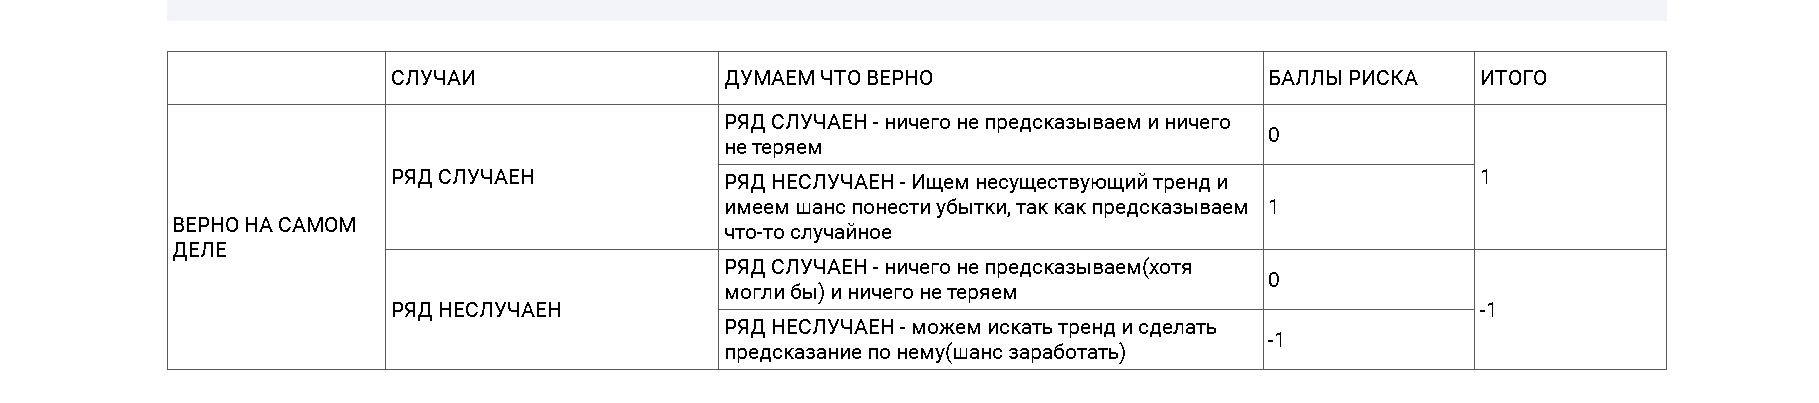 СЛУЧАИ
ДУМАЕМ ЧТО ВЕРНО
БАЛЛЫ РИСКА
ИТОГО
ВЕРНО НА САМОМ
ДЕЛЕ
РЯД СЛУЧАЕН
РЯД СЛУЧАЕН - ничего не предсказываем и ничего
не теряем
0
РЯД НЕСЛУЧАЕН - Ищем несуществующий тренд и
имеем шанс понести убытки, так как предсказываем
что-то случайное
1
1
РЯД НЕСЛУЧАЕН
РЯД СЛУЧАЕН - ничего не предсказываем(хотя
могли бы) и ничего не теряем
0
РЯД НЕСЛУЧАЕН - можем искать тренд и сделать
предсказание по нему(шанс заработать)
-1
-1